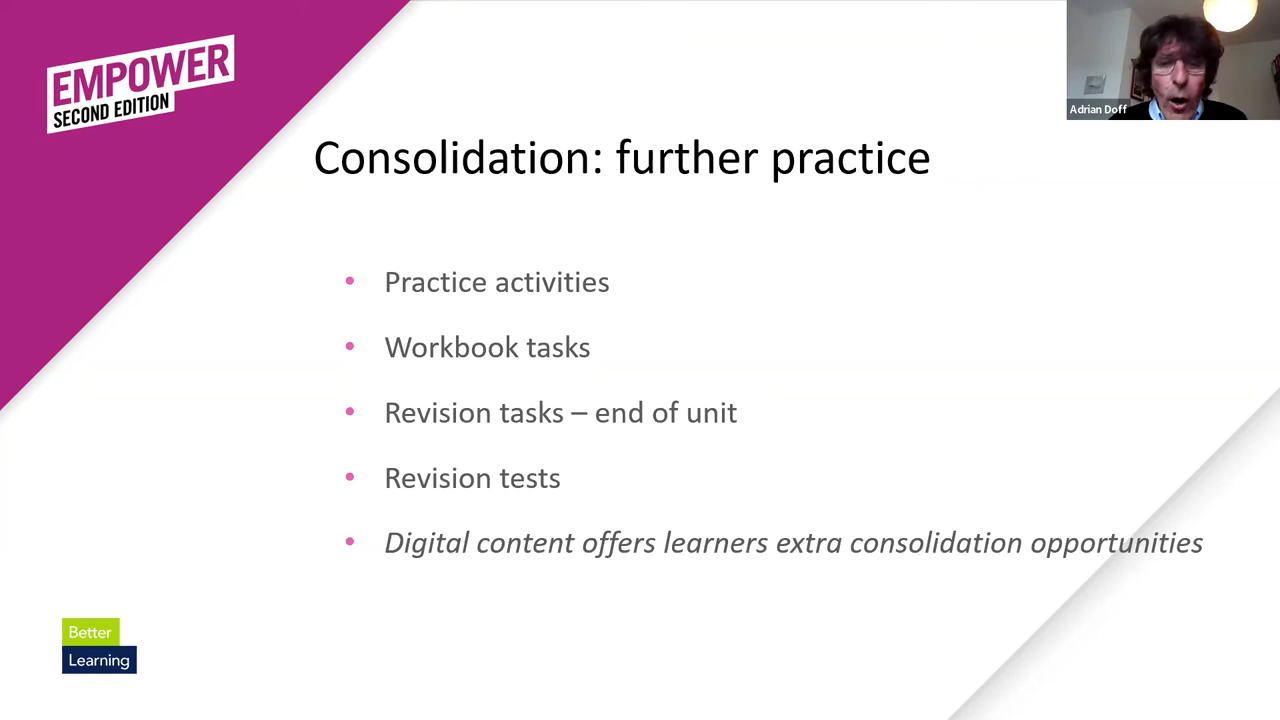 EMPOWER
SECOND EDITION
Adrian Doff
Consolidation: further practice
• Practice activities
• Workbook tasks
• Revision tasks – end of unit
• Revision tests
• Digital content offers learners extra consolidation opportunities
Better
Learning